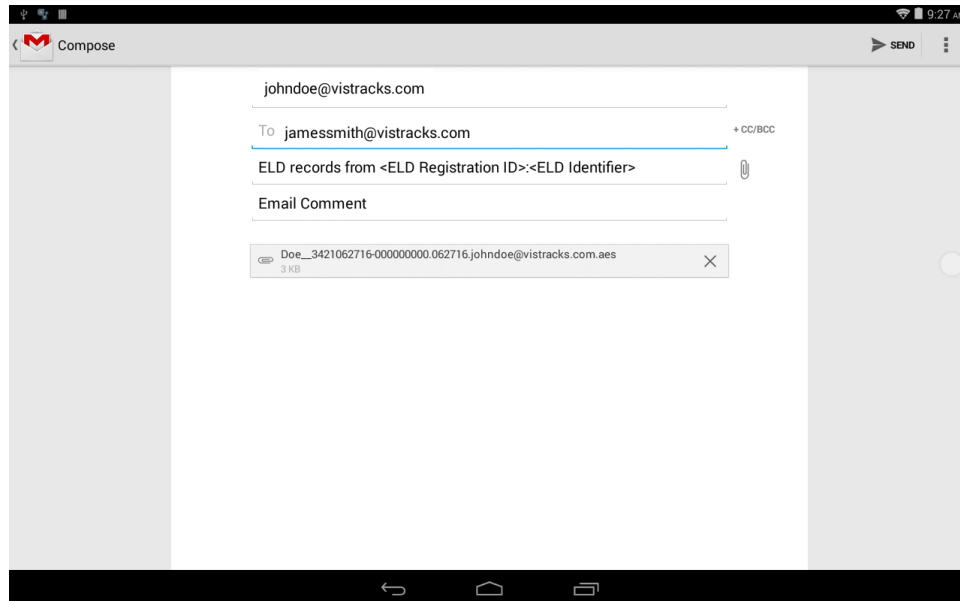 9:27 AM
Compose
SEND
johndoe@vistracks.com
To jamessmith@vistracks.com
+ CC/BCC
ELD records from <ELD Registration ID>:<ELD Identifier>
Email Comment
Doe__3421062716-000000000.062716.johndoe@vistracks.com.aes
3 KB